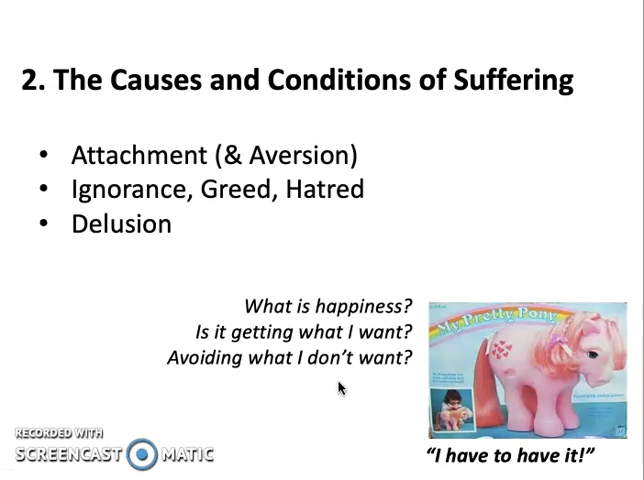 2. The Causes and Conditions of Suffering
• Attachment (& Aversion)
• Ignorance, Greed, Hatred
• Delusion
What is happiness?
Is it getting what I want?
Avoiding what I don’t want?
My Pretty Pony
“I have to have it!”
RECORDED WITH
SCREENCAST MATIC